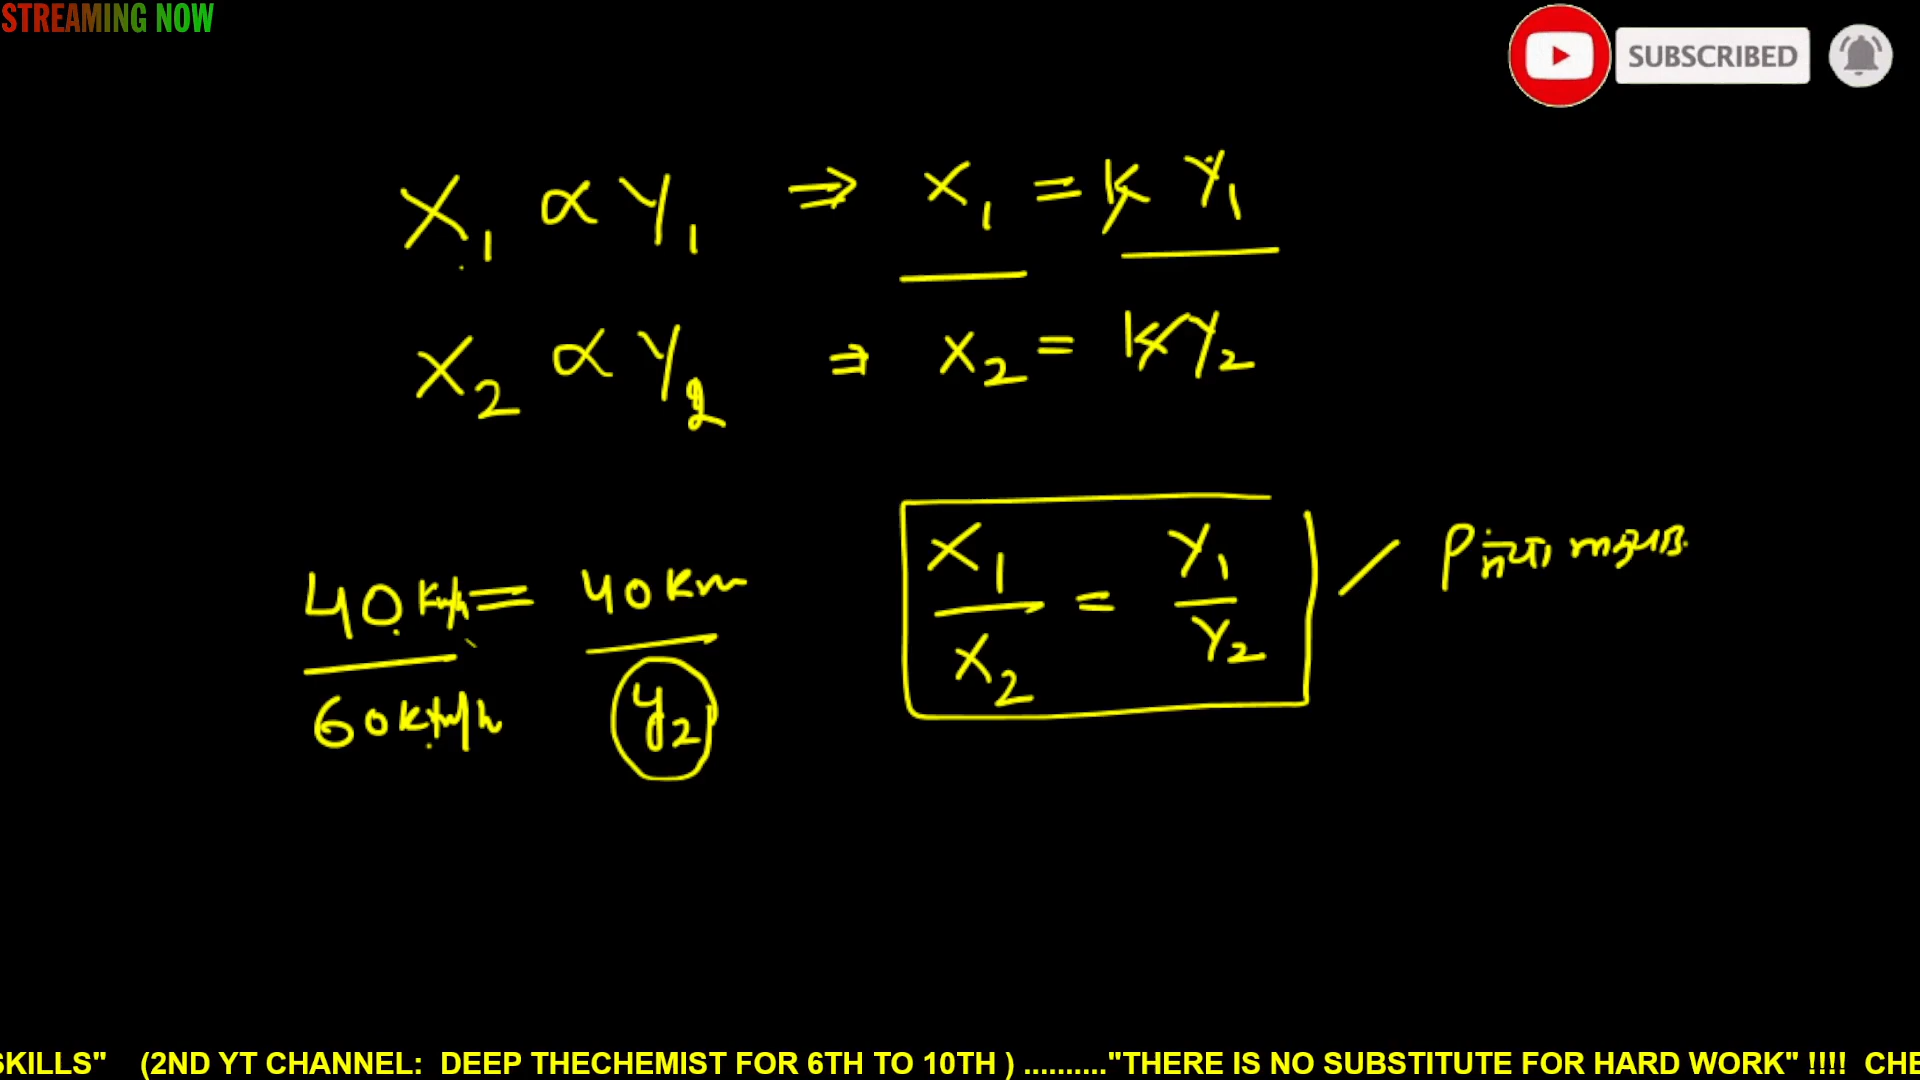 STREAMING NOW
SUBSCRIBED
X₁ ∝ Y₁ ⇒ X₁ = K Y₁
X₂ ∝ Y₂ ⇒ X₂ = K Y₂
X₁/X₂ = Y₁/Y₂
40 Km/h / 60 Km/h = 40 Km / y₂
SKILLS" (2ND YT CHANNEL: DEEP THECHEMIST FOR 6TH TO 10TH ) .........."THERE IS NO SUBSTITUTE FOR HARD WORK" !!!! CHE